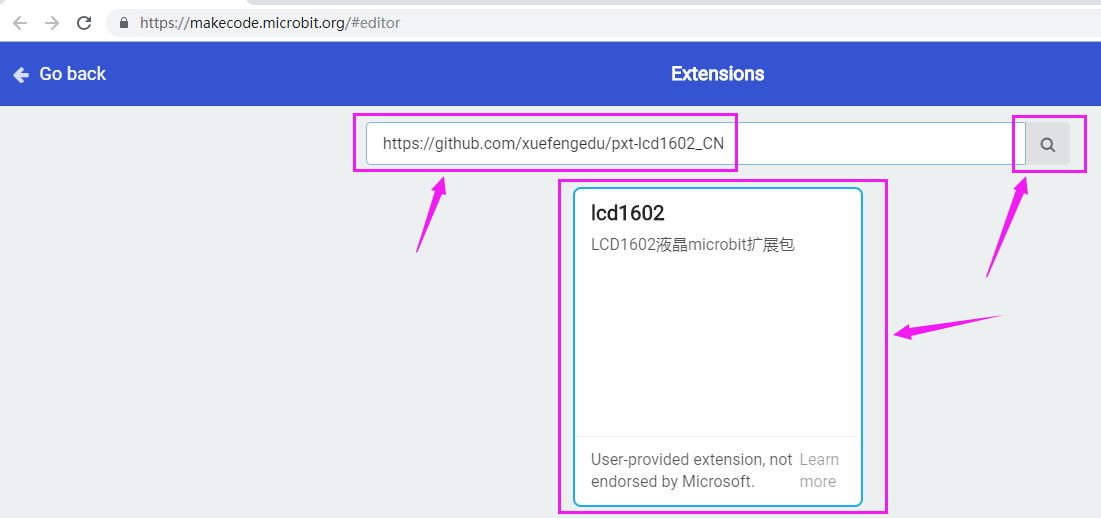 https://makecode.microbit.org/#editor
Go back
Extensions
https://github.com/xuefengedu/pxt-lcd1602_CN
lcd1602
LCD1602液晶microbit扩展包
User-provided extension, not
endorsed by Microsoft.
Learn
more